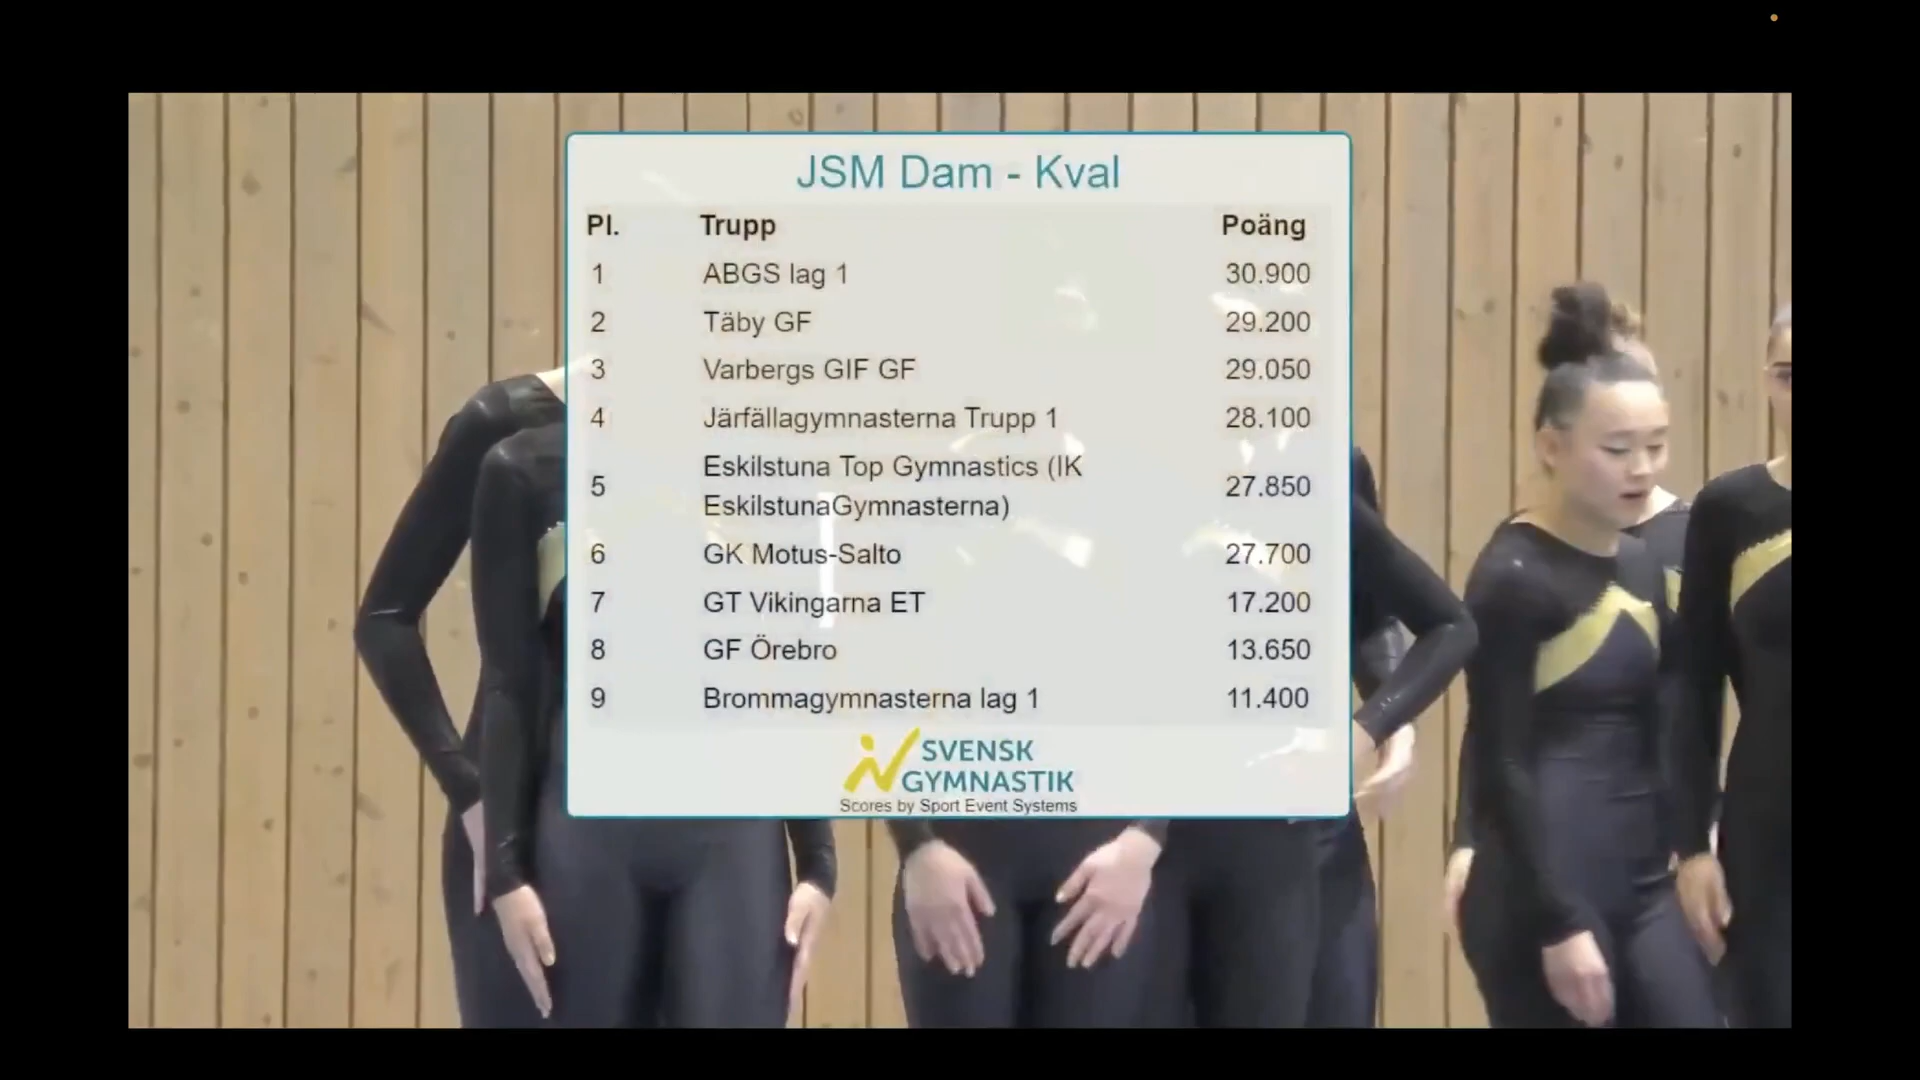 JSM Dam - Kval
Pl. Trupp Poäng
1 ABGS lag 1 30.900
2 Täby GF 29.200
3 Varbergs GIF GF 29.050
4 Järfällagymnasterna Trupp 1 28.100
5 Eskilstuna Top Gymnastics (IK
EskilstunaGymnasterna) 27.850
6 GK Motus-Salto 27.700
7 GT Vikingarna ET 17.200
8 GF Örebro 13.650
9 Brommagymnasterna lag 1 11.400
SVENSK
GYMNASTIK
Scores by Sport Event Systems